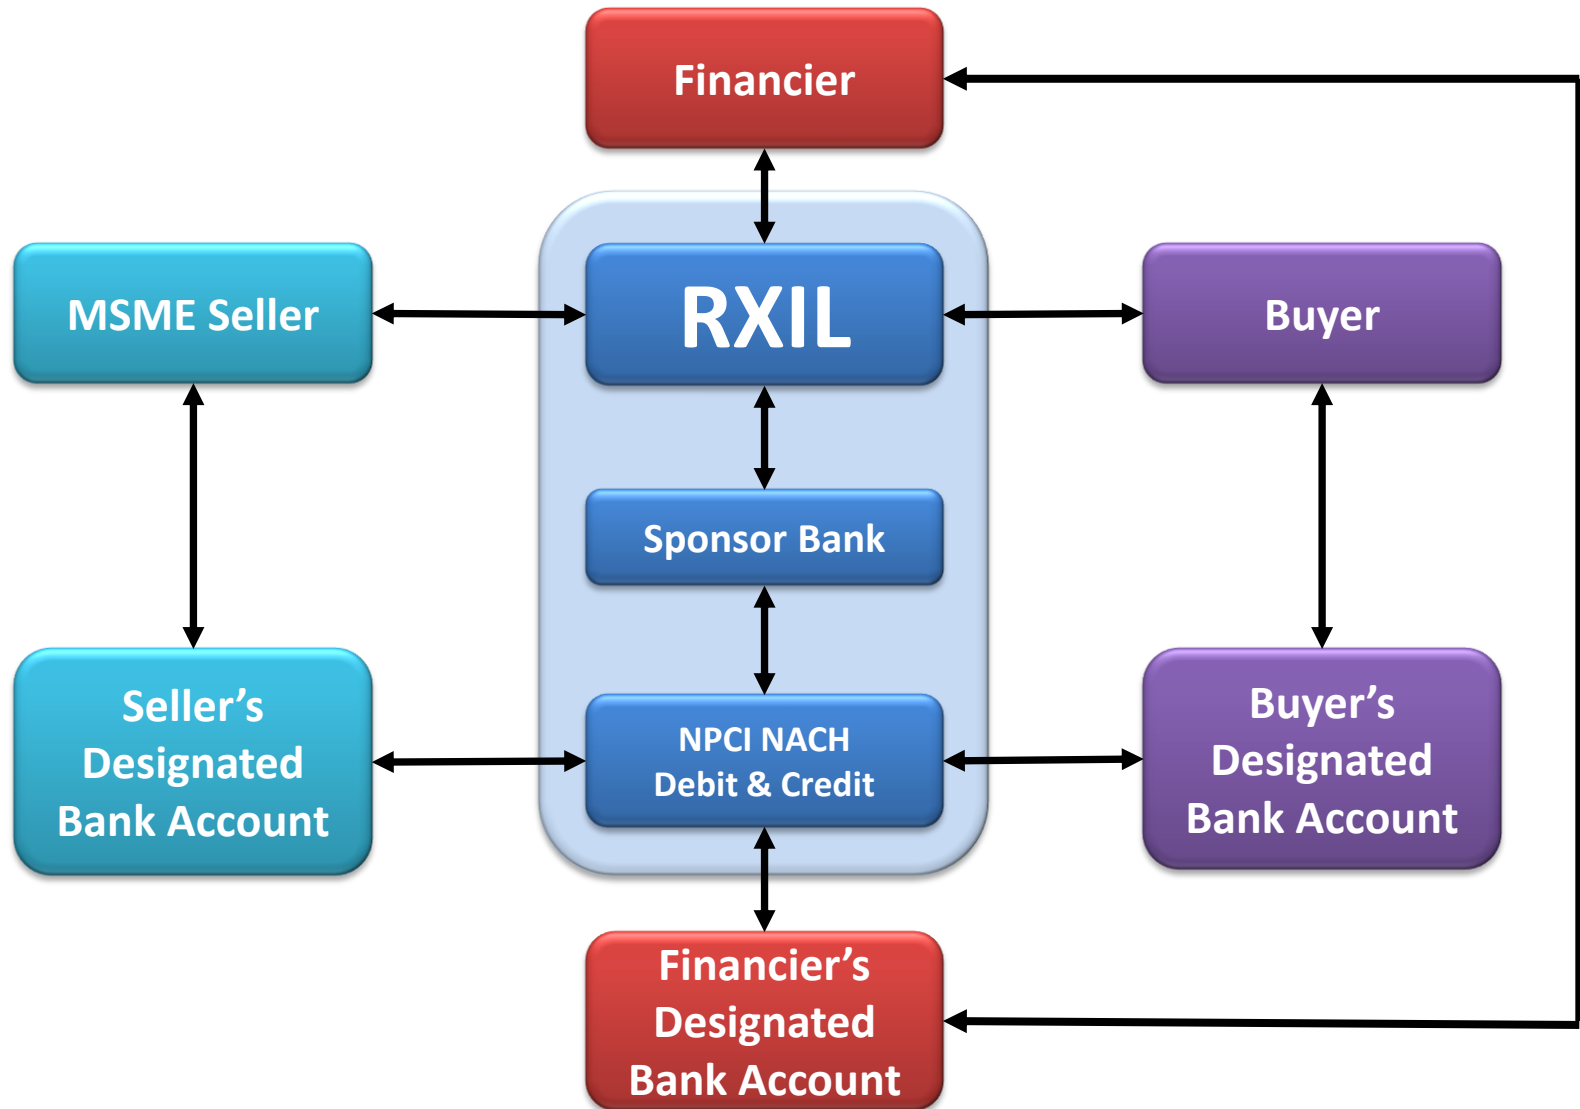 Financier
MSME Seller
RXIL
Buyer
Sponsor Bank
Seller’s
Designated
Bank Account
NPCI NACH
Debit & Credit
Buyer’s
Designated
Bank Account
Financier’s
Designated
Bank Account